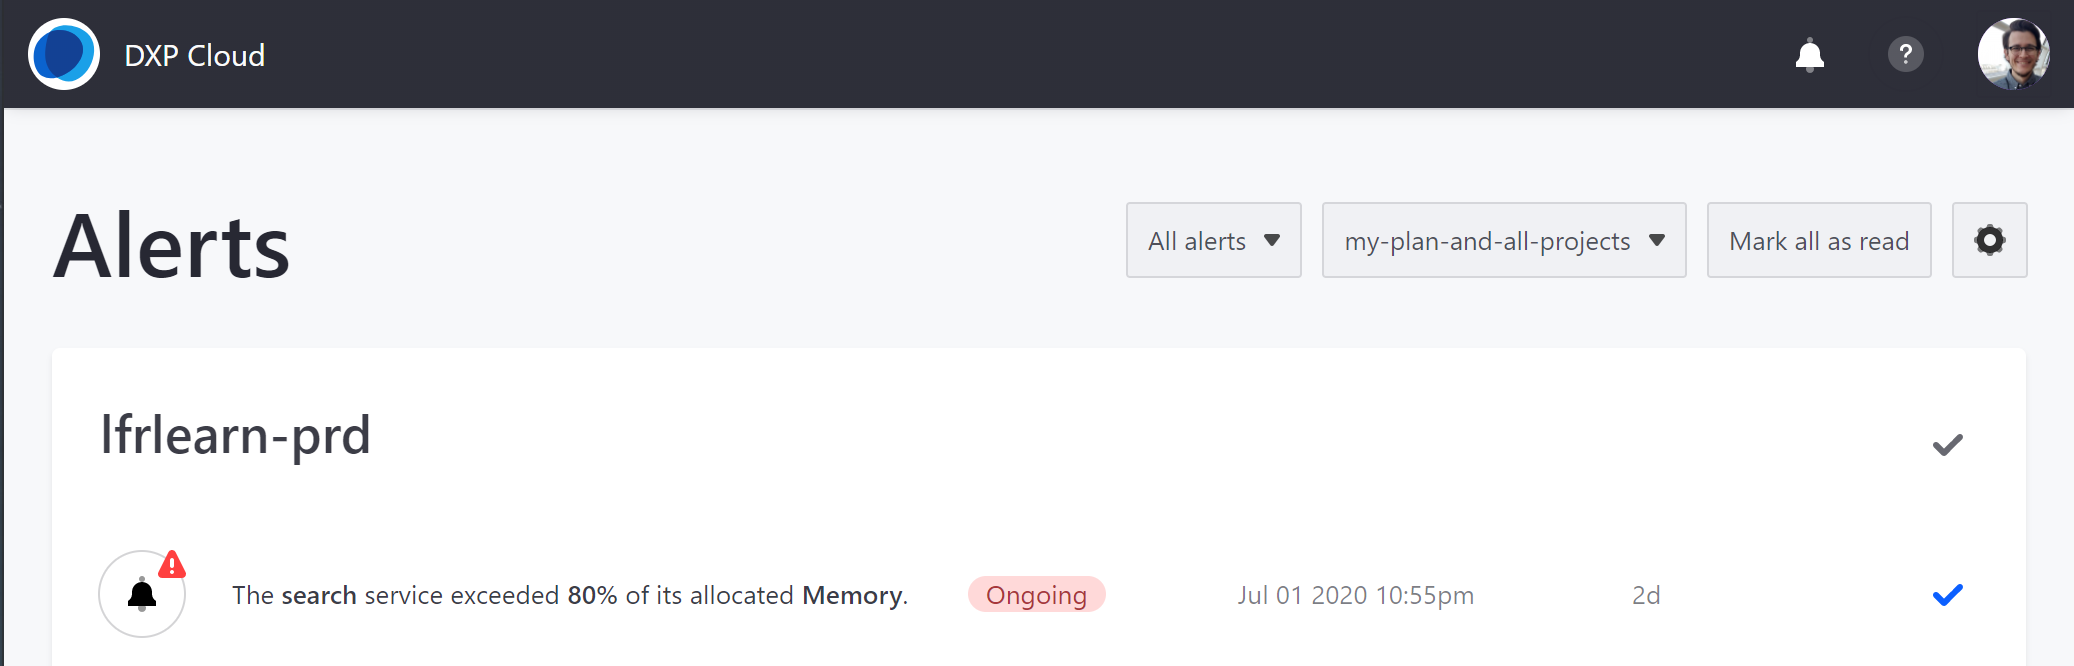 DXP Cloud
?
Alerts
All alerts
my-plan-and-all-projects
Mark all as read
lfrlearn-prd
The search service exceeded 80% of its allocated Memory.
Ongoing
Jul 01 2020 10:55pm
2d